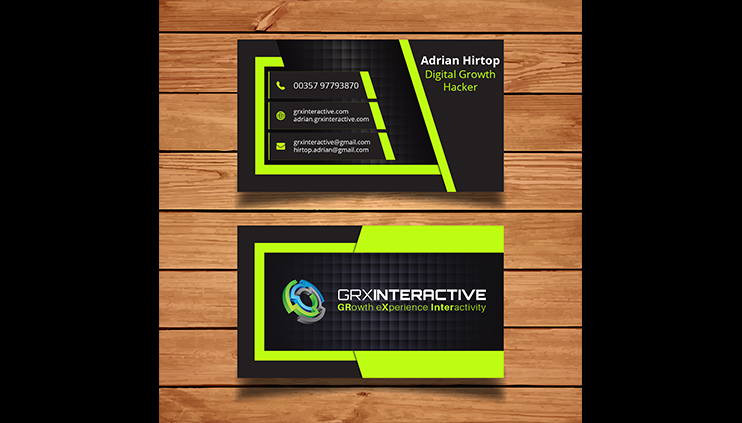 Adrian Hirtop
Digital Growth
Hacker
00357 97793870
grxinteractive.com
adrian.grxinteractive.com
grxinteractive@gmail.com
hirtop.adrian@gmail.com
GRXINTERACTIVE
GRowth eXperience Interactivity